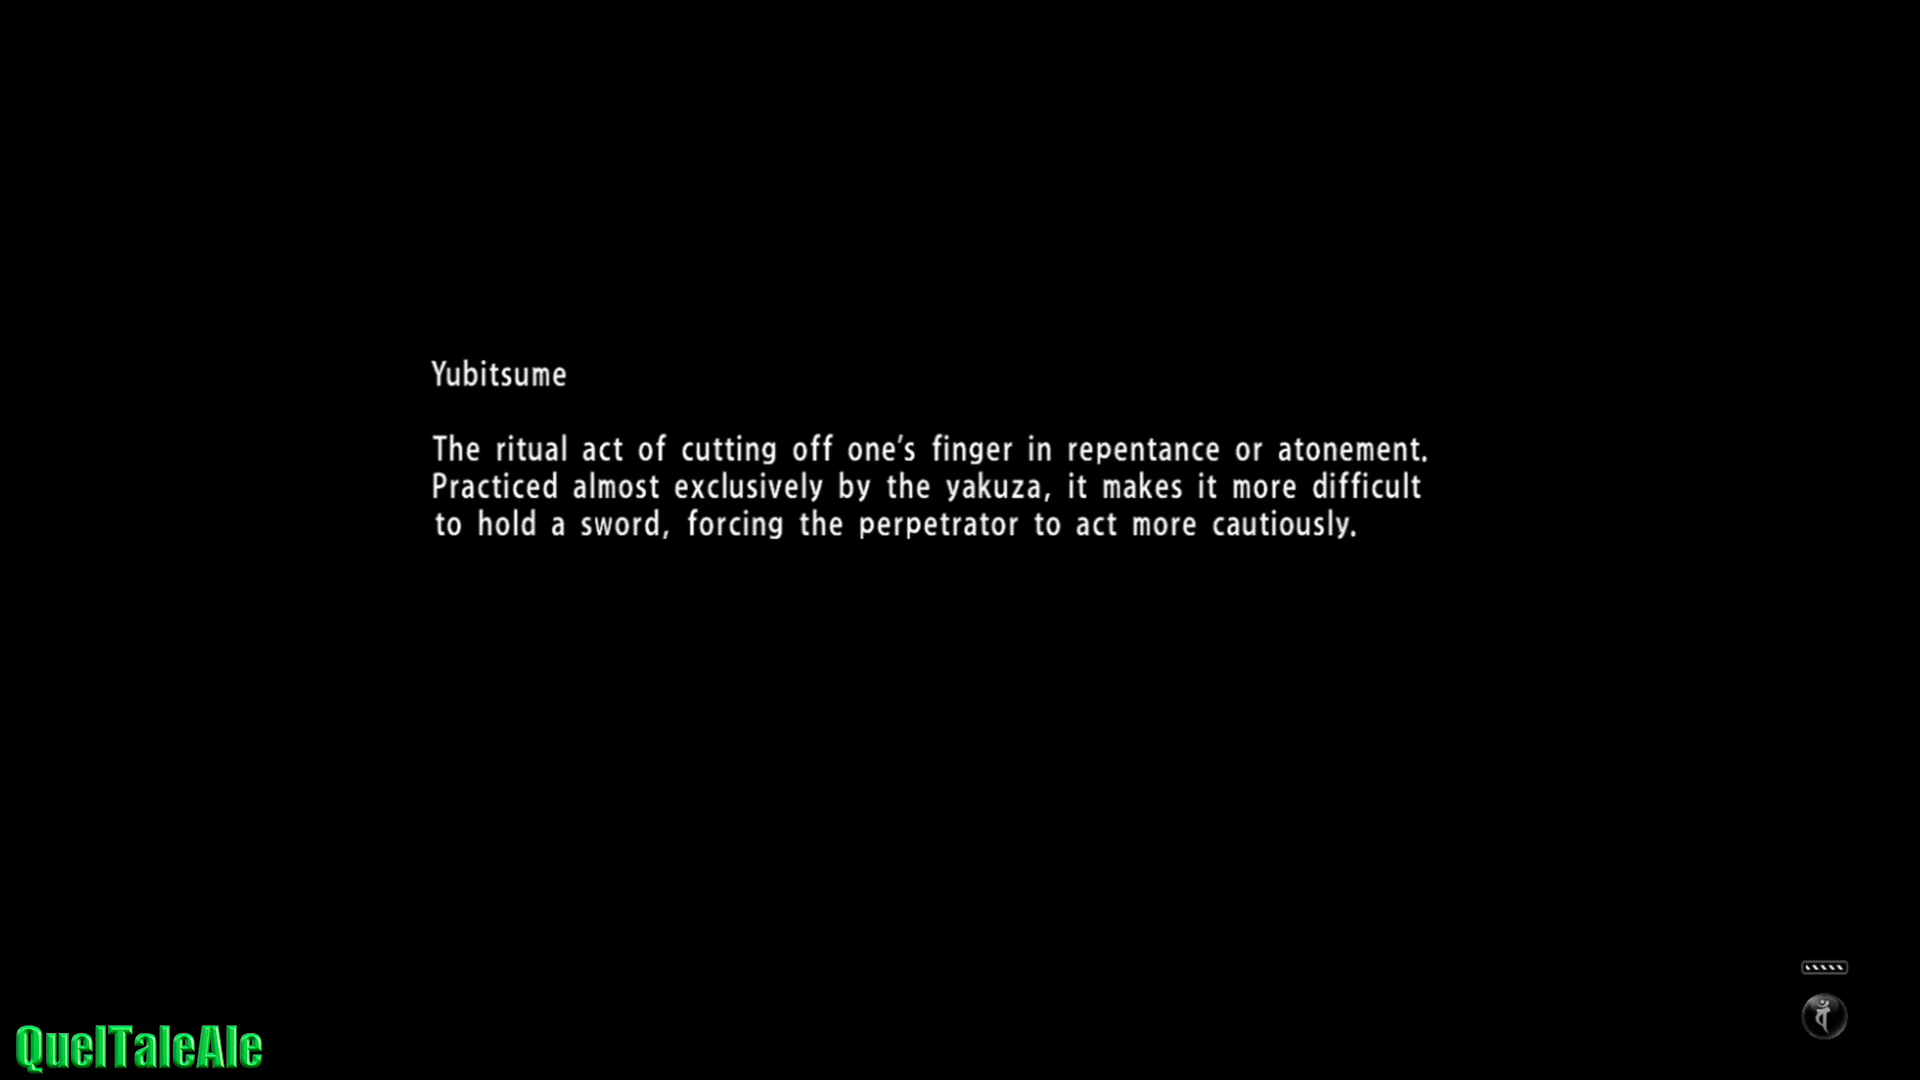 Yubitsume
The ritual act of cutting off one's finger in repentance or atonement.
Practiced almost exclusively by the yakuza, it makes it more difficult
to hold a sword, forcing the perpetrator to act more cautiously.
QuelTaleAle